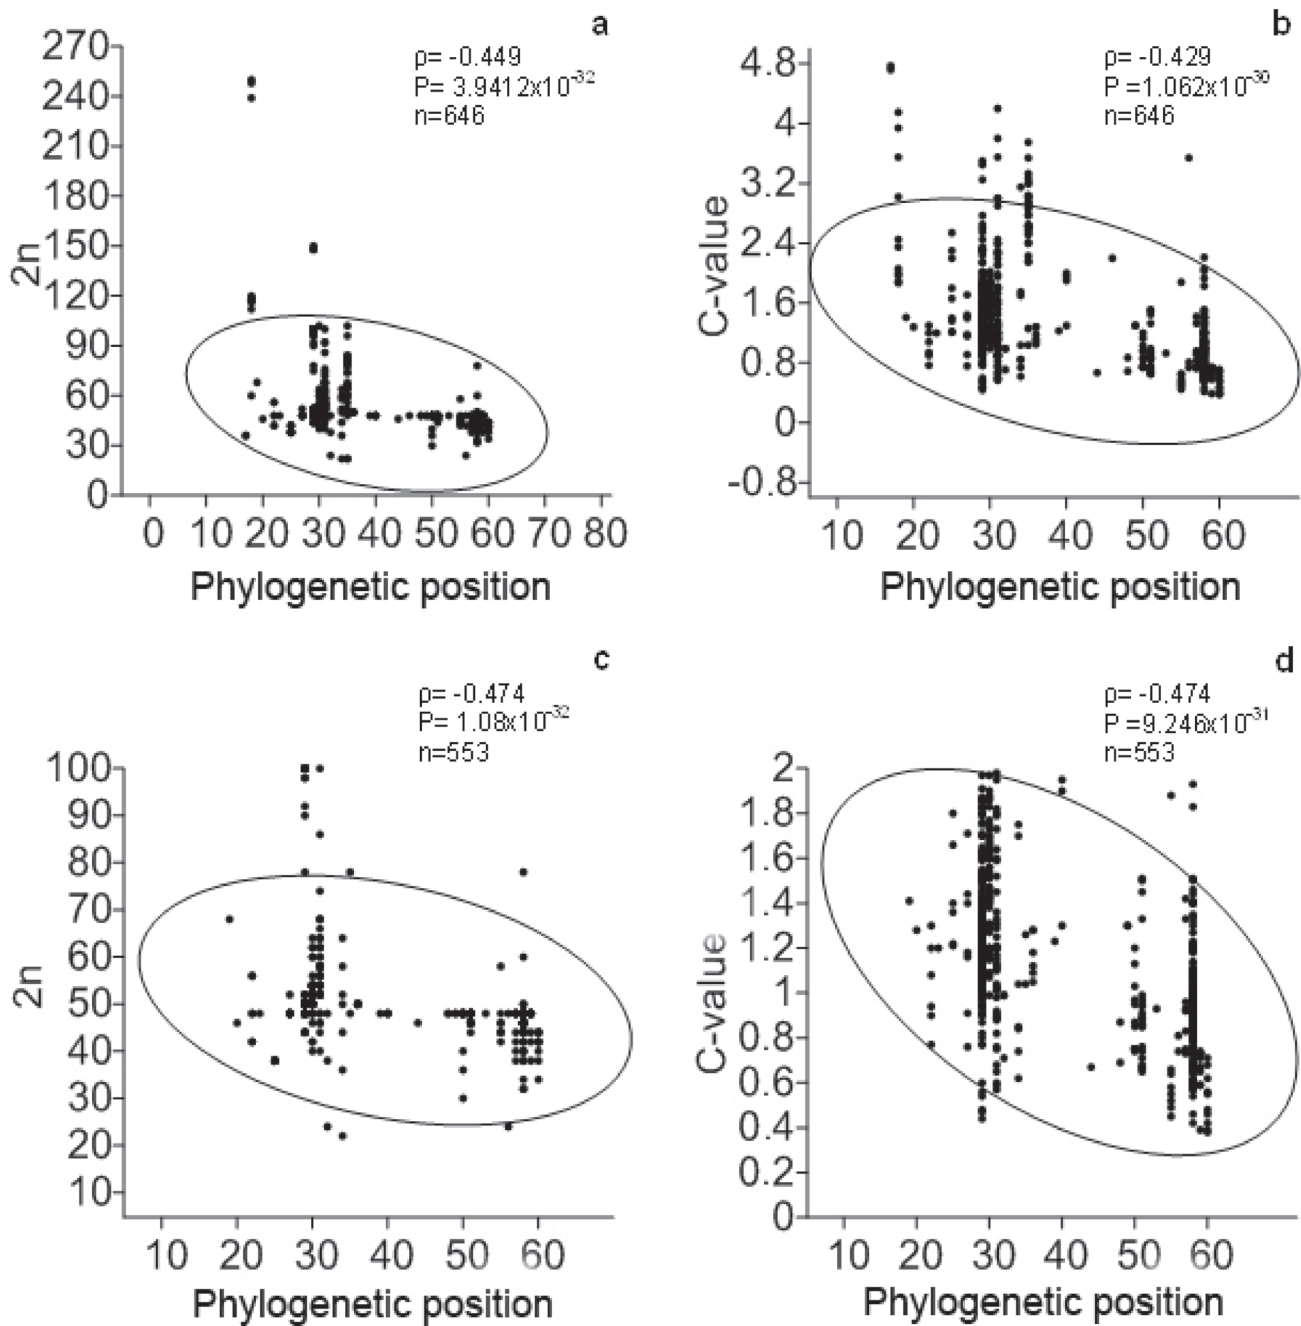 a
ρ= -0.449
P= 3.9412x10-32
n=646
270
240
210
180
150
120
90
60
30
0
2n
0 10 20 30 40 50 60 70 80
Phylogenetic position
b
ρ= -0.429
P =1.062x10-30
n=646
4.8
4
3.2
2.4
1.6
0.8
0
-0.8
C-value
10 20 30 40 50 60
Phylogenetic position
c
ρ= -0.474
P= 1.08x10-32
n=553
100
90
80
70
60
50
40
30
20
10
2n
10 20 30 40 50 60
Phylogenetic position
d
ρ= -0.474
P =9.246x10-31
n=553
2
1.8
1.6
1.4
1.2
1
0.8
0.6
0.4
0.2
0
C-value
10 20 30 40 50 60
Phylogenetic position